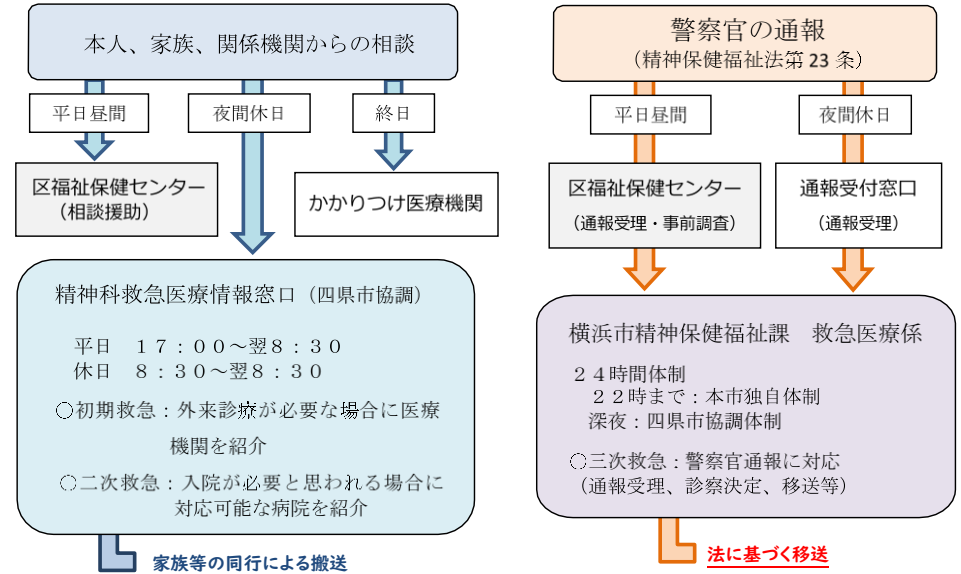 本人、家族、関係機関からの相談
平日昼間
夜間休日
終日
区福祉保健センター
（相談援助）
かかりつけ医療機関
精神科救急医療情報窓口（四県市協調）
平日　１７：００～翌８：３０
休日　８：３０～翌８：３０
○初期救急：外来診療が必要な場合に医療
機関を紹介
○二次救急：入院が必要と思われる場合に
対応可能な病院を紹介
家族等の同行による搬送
警察官の通報
（精神保健福祉法第 23 条）
平日昼間
夜間休日
区福祉保健センター
（通報受理・事前調査）
通報受付窓口
（通報受理）
横浜市精神保健福祉課　救急医療係
２４時間体制
２２時まで：本市独自体制
深夜：四県市協調体制
○三次救急：警察官通報に対応
（通報受理、診察決定、移送等）
法に基づく移送